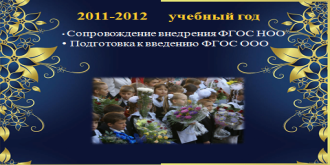 2011-2012 учебный год
• Сопровождение внедрения ФГОС НОО
• Подготовка к введению ФГОС ООО